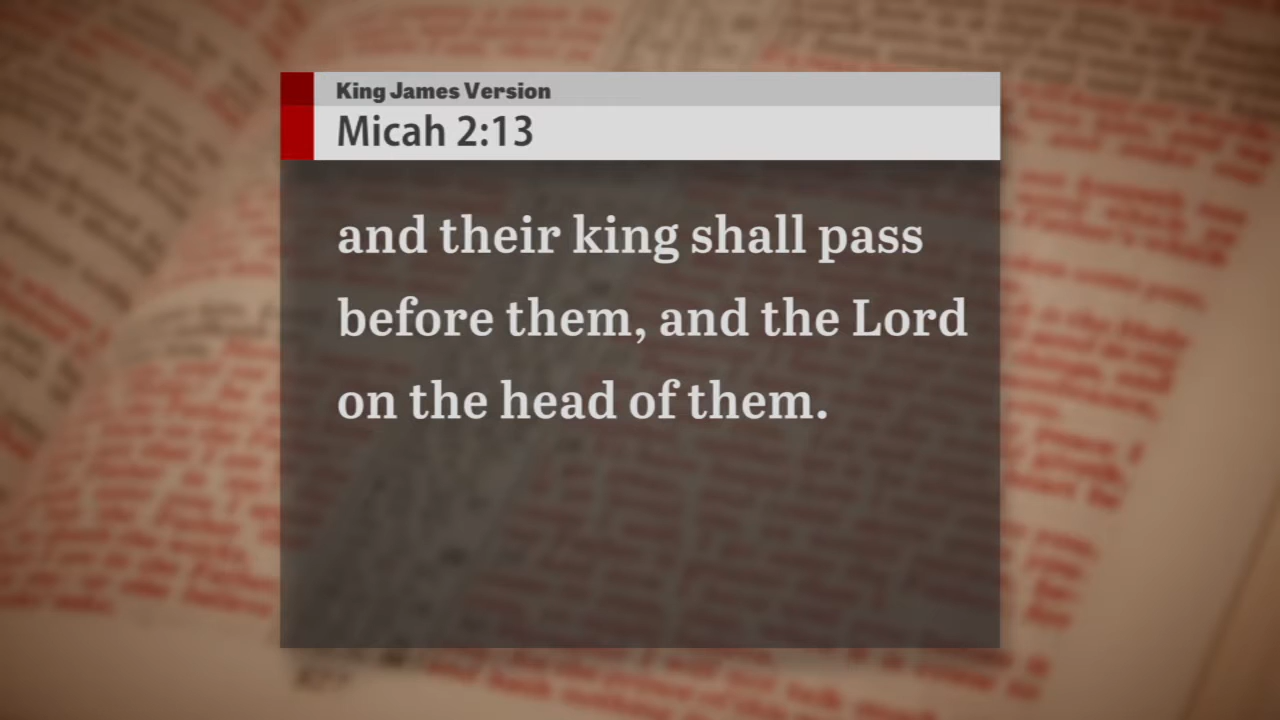 King James Version
Micah 2:13
and their king shall pass
before them, and the Lord
on the head of them.